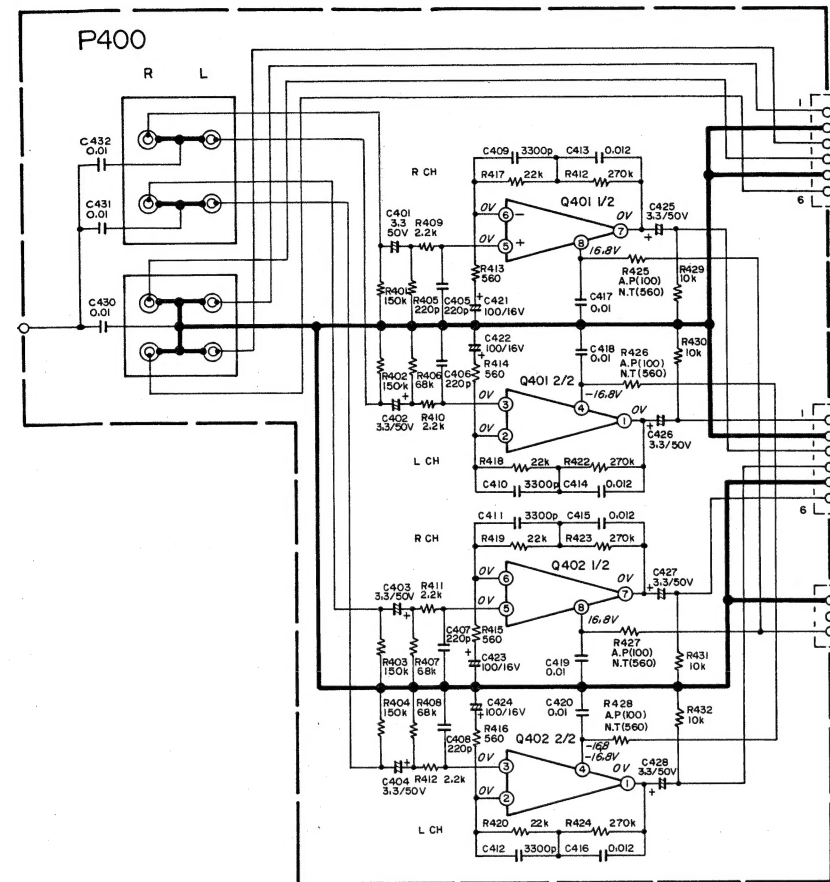 P400
R L
C432
0.01
C431
0.01
C430
0.01
R CH
C409 3300p C413 0.012
R417 22k R412 270k
Q401 1/2
0V
6
−
0V
5
+
0V
7
8
16.8V
C425
3.3/50V
+
C401
3.3
50V
R409
2.2k
R401
150k
R405
220p
C405
220p
R413
560
+
C421
100/16V
C417
0.01
R425
A.P(100)
N.T(560)
R429
10k
1
6
C422
100/16V
+
R414
560
C418
0.01
R426
A.P(100)
N.T(560)
R430
10k
R402
150k
R406
68k
C406
220p
Q401 2/2
-16.8V
4
C402
3.3/50V
+
R410
2.2k
0V
3
0V
2
0V
1
+
C426
3.3/50V
L CH
R418 22k R422 270k
C410 3300p C414 0.012
1
6
R CH
C411 3300p C415 0.012
R419 22k R423 270k
Q402 1/2
0V
6
0V
5
0V
7
8
16.8V
C427
3.3/50V
+
C403
3.3/50V
+
R411
2.2k
C407
220p
R415
560
+
C423
100/16V
R403
150k
R407
68k
C419
0.01
R427
A.P(100)
N.T(560)
R431
10k
R404
150k
R408
68k
C424
100/16V
+
C420
0.01
R428
A.P(100)
N.T(560)
R432
10k
C408
220p
R416
560
Q402 2/2
-16.8
-16.8V
4
C404
3.3/50V
+
R412 2.2k
0V
3
0V
2
0V
1
C428
3.3/50V
+
L CH
R420 22k R424 270k
C412 3300p C416 0.012